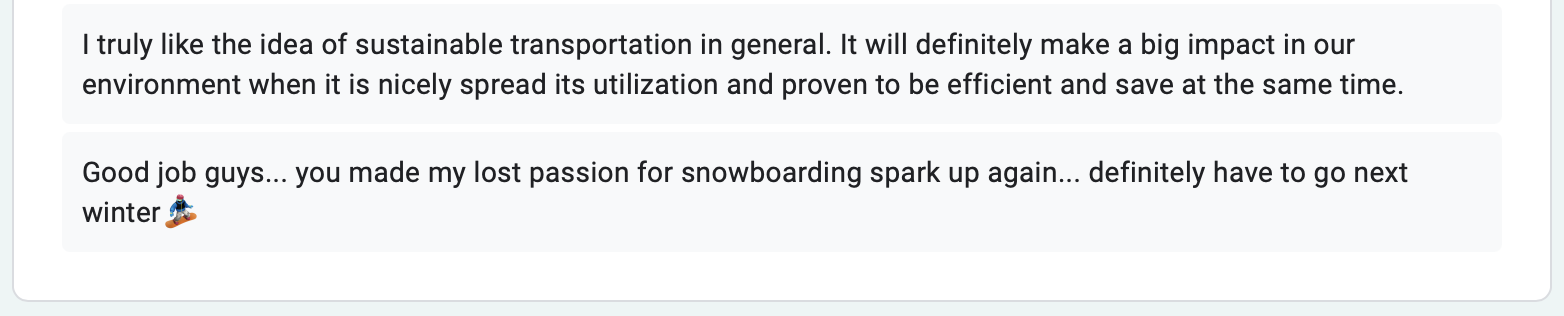 I truly like the idea of sustainable transportation in general. It will definitely make a big impact in our
environment when it is nicely spread its utilization and proven to be efficient and save at the same time.
Good job guys... you made my lost passion for snowboarding spark up again... definitely have to go next
winter🏂